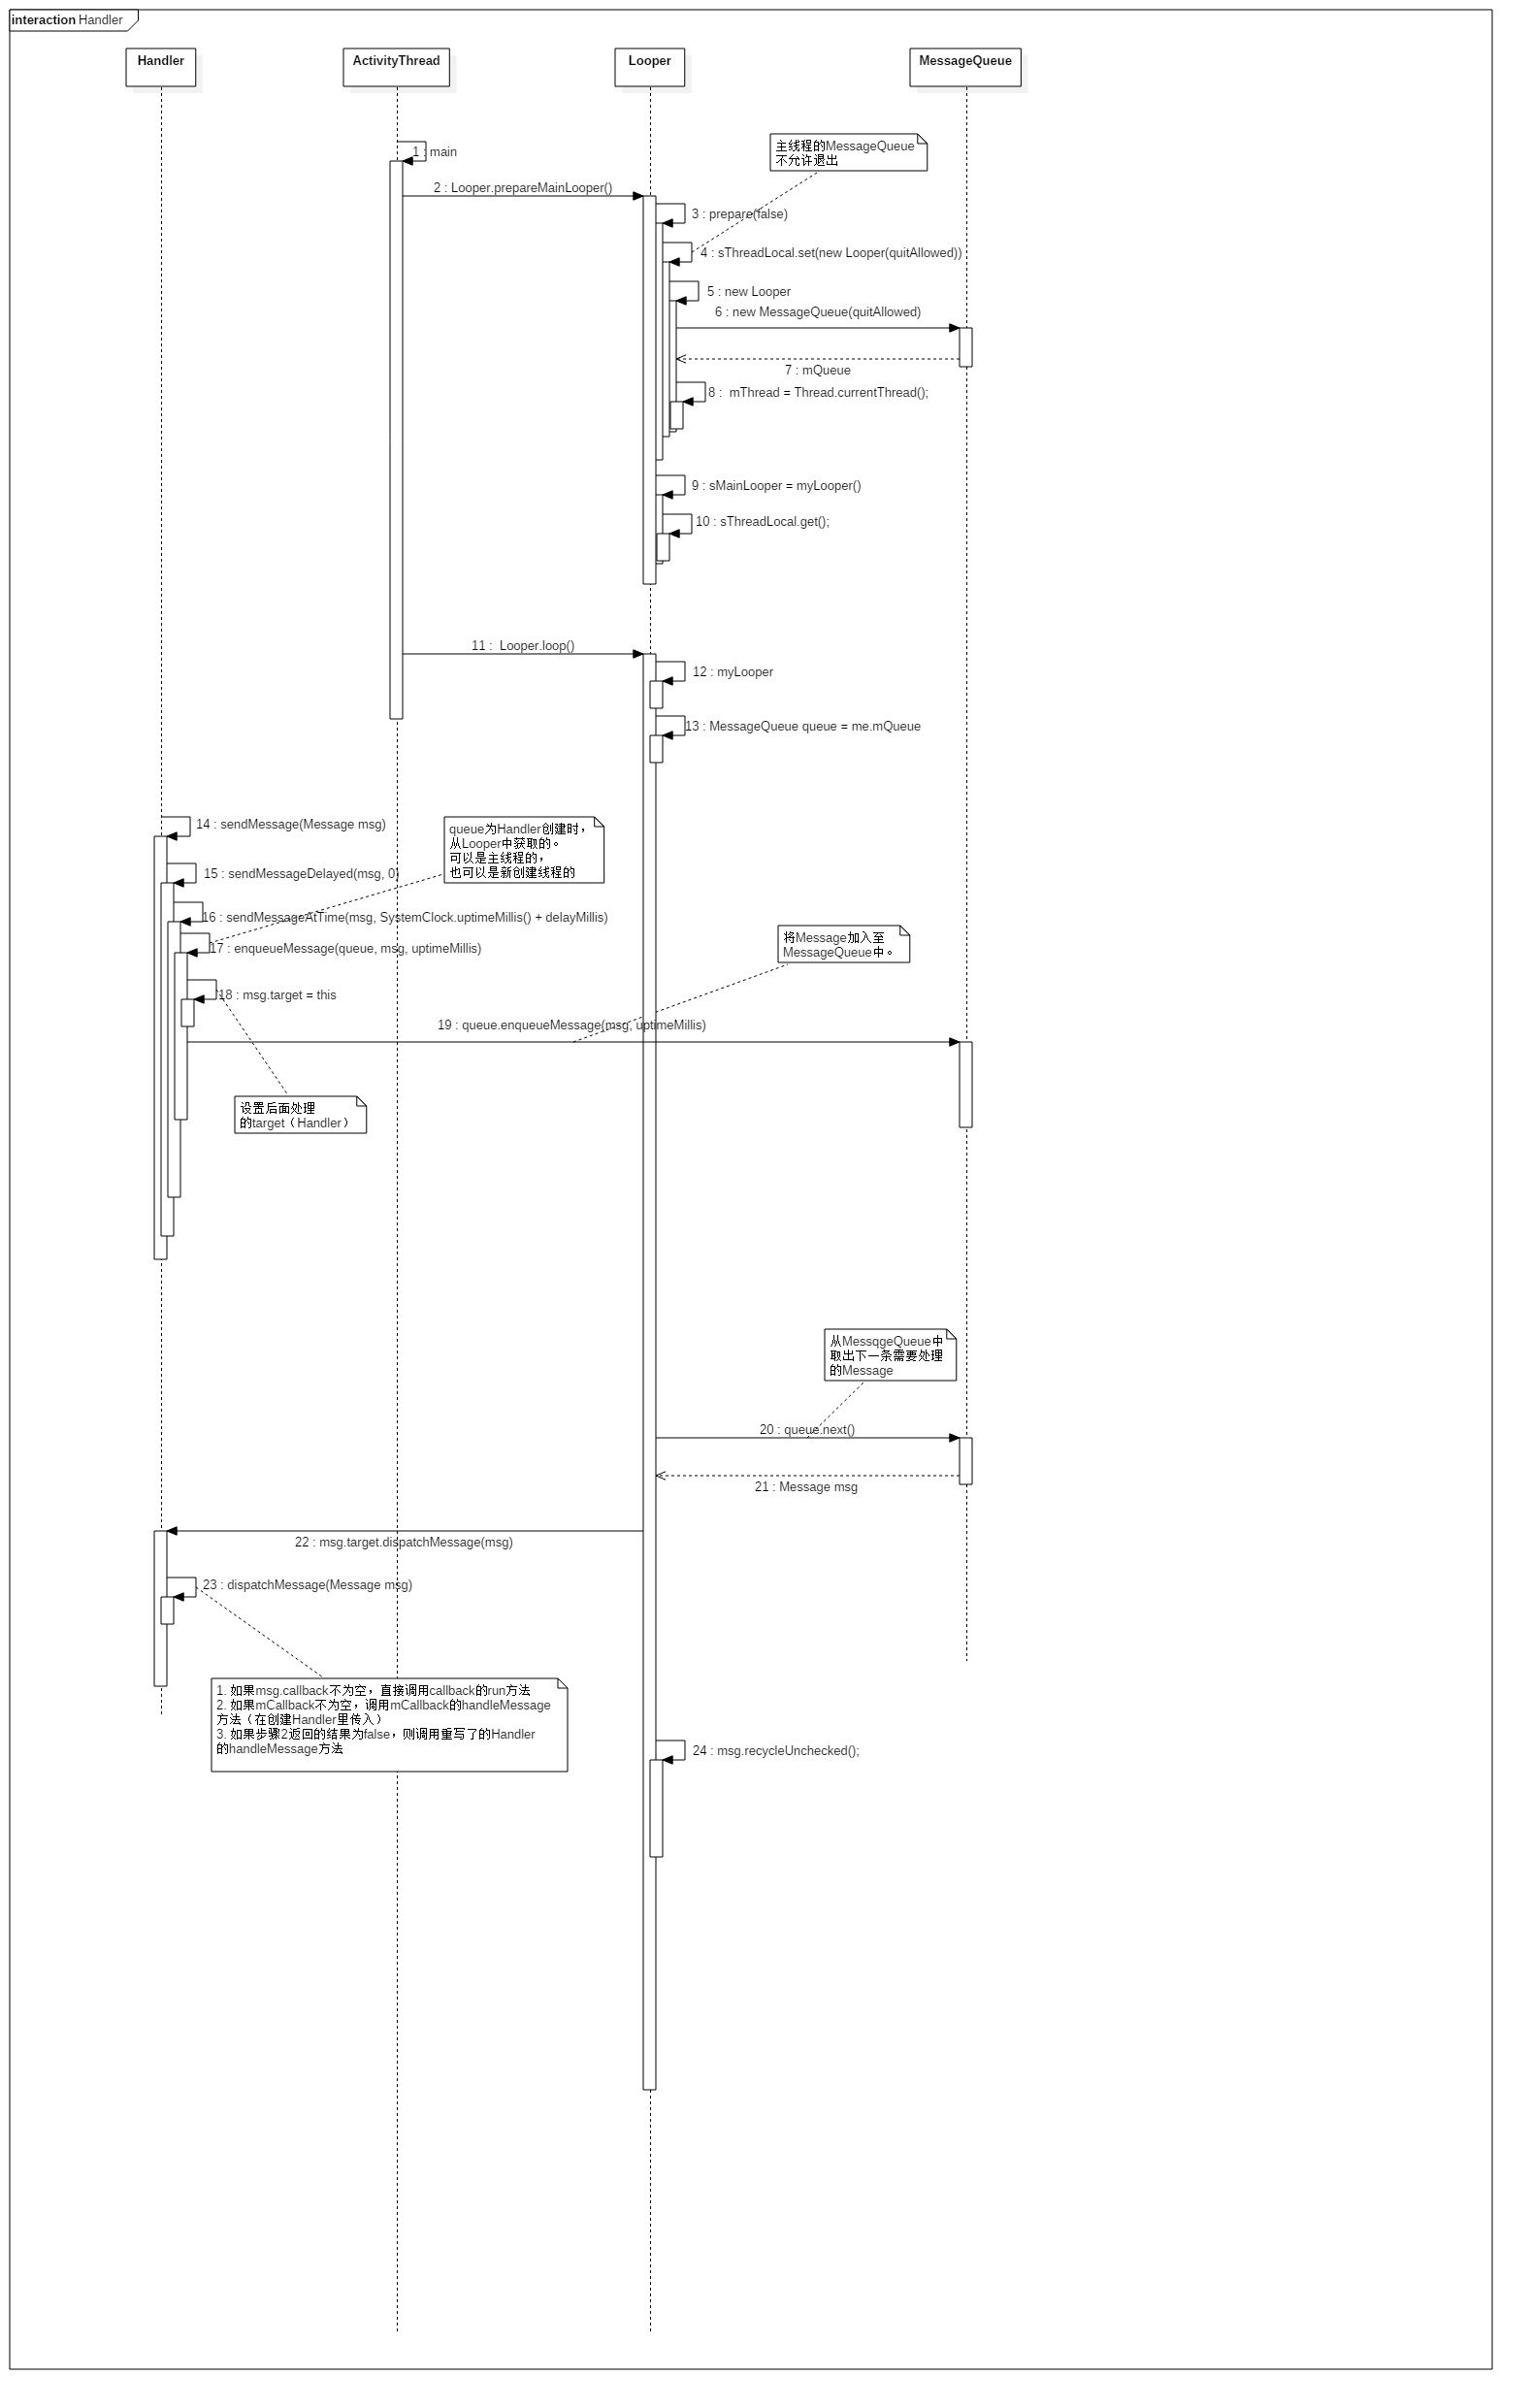 interaction Handler
Handler
ActivityThread
Looper
MessageQueue
1 : main
主线程的MessageQueue
不允许退出
2 : Looper.prepareMainLooper()
3 : prepare(false)
4 : sThreadLocal.set(new Looper(quitAllowed))
5 : new Looper
6 : new MessageQueue(quitAllowed)
7 : mQueue
8 :  mThread = Thread.currentThread();
9 : sMainLooper = myLooper()
10 : sThreadLocal.get();
11 :  Looper.loop()
12 : myLooper
13 : MessageQueue queue = me.mQueue
14 : sendMessage(Message msg)
queue为Handler创建时，
从Looper中获取的。
可以是主线程的，
也可以是新创建线程的
15 : sendMessageDelayed(msg, 0)
16 : sendMessageAtTime(msg, SystemClock.uptimeMillis() + delayMillis)
17 : enqueueMessage(queue, msg, uptimeMillis)
将Message加入至
MessageQueue中。
18 : msg.target = this
19 : queue.enqueueMessage(msg, uptimeMillis)
设置后面处理
的target（Handler）
从MessqgeQueue中
取出下一条需要处理
的Message
20 : queue.next()
21 : Message msg
22 : msg.target.dispatchMessage(msg)
23 : dispatchMessage(Message msg)
1. 如果msg.callback不为空，直接调用callback的run方法
2. 如果mCallback不为空，调用mCallback的handleMessage
方法（在创建Handler里传入）
3. 如果步骤2返回的结果为false，则调用重写了的Handler
的handleMessage方法
24 : msg.recycleUnchecked();